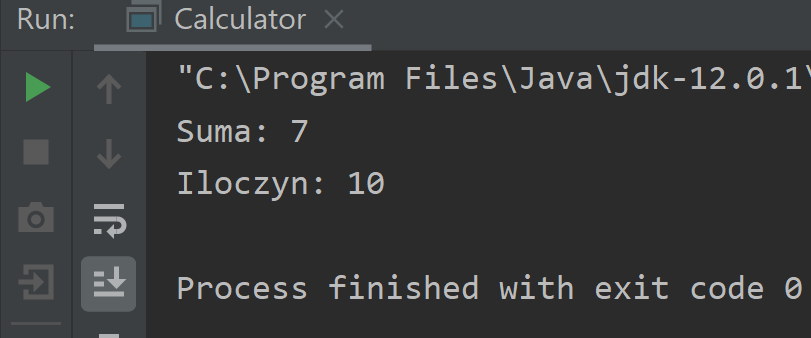 Run: Calculator
"C:\Program Files\Java\jdk-12.0.1\
Suma: 7
Iloczyn: 10
Process finished with exit code 0